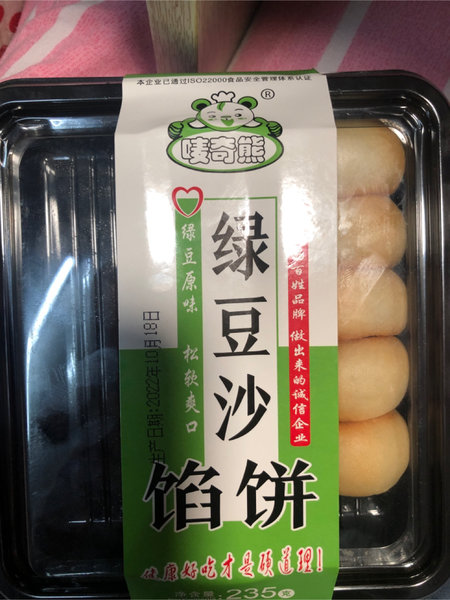 本企业已通过ISO22000食品安全管理体系认证
®
唛奇熊
绿豆沙
馅饼
绿豆原味 松软爽口
百姓品牌 做出来的诚信企业
生产日期:2022年10月18日
健康好吃才是硕道理!
净含量: 235克